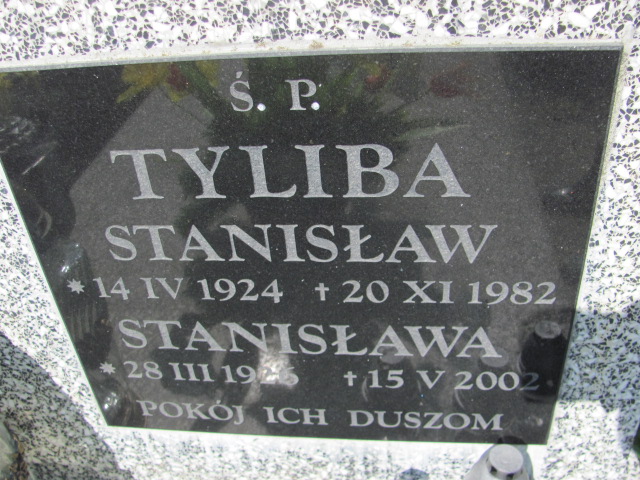 Ś. P.
TYLIBA
STANISŁAW
* 14 IV 1924 † 20 XI 1982
STANISŁAWA
* 28 III † 15 V 2002
POKÓJ ICH DUSZOM